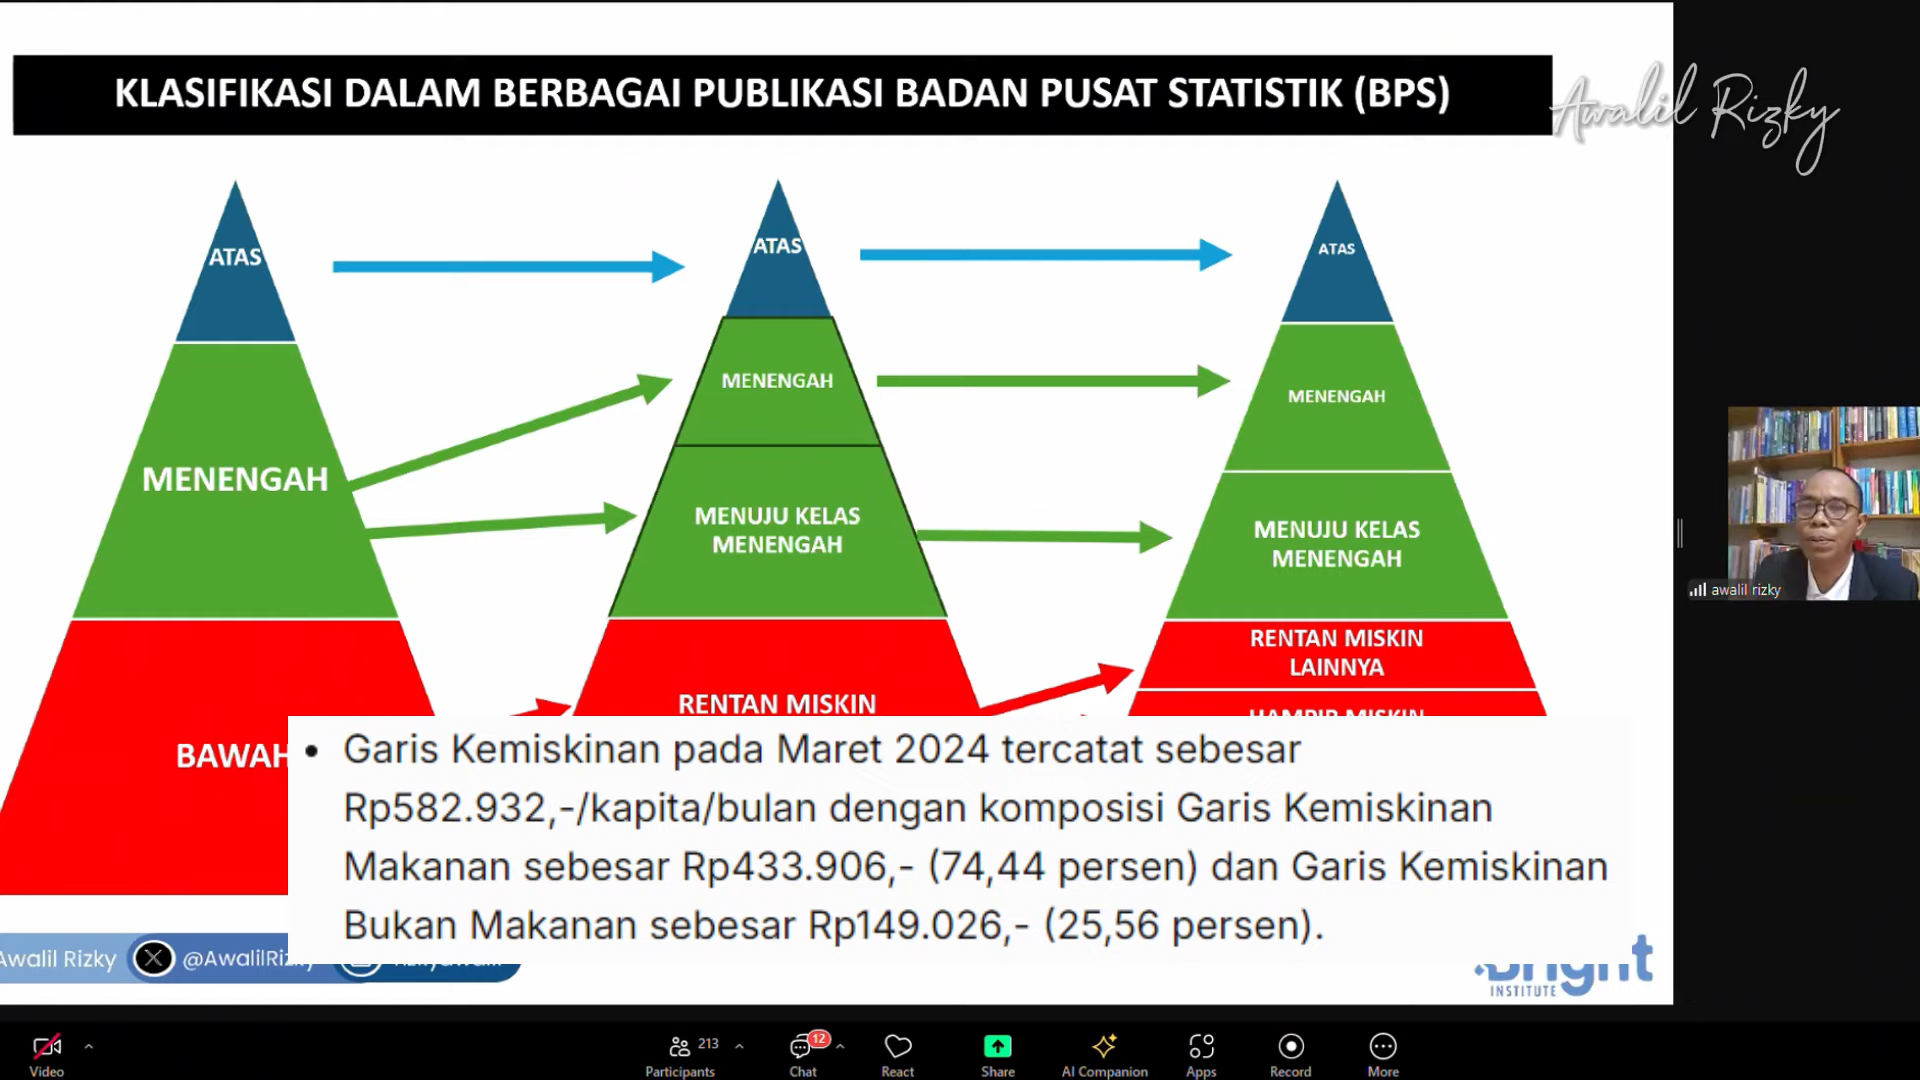 KLASIFIKASI DALAM BERBAGAI PUBLIKASI BADAN PUSAT STATISTIK (BPS)
Awalil Rizky
ATAS
ATAS
ATAS
MENENGAH
MENENGAH
MENENGAH
MENUJU KELAS
MENENGAH
MENUJU KELAS
MENENGAH
BAWAH
RENTAN MISKIN
RENTAN MISKIN
LAINNYA
HAMPIR MISKIN
awalil rizky
• Garis Kemiskinan pada Maret 2024 tercatat sebesar
Rp582.932,-/kapita/bulan dengan komposisi Garis Kemiskinan
Makanan sebesar Rp433.906,- (74,44 persen) dan Garis Kemiskinan
Bukan Makanan sebesar Rp149.026,- (25,56 persen).
Awalil Rizky
@AwalilRizky
Bright
INSTITUTE
Video
213
Participants
12
Chat
React
Share
AI Companion
Apps
Record
More